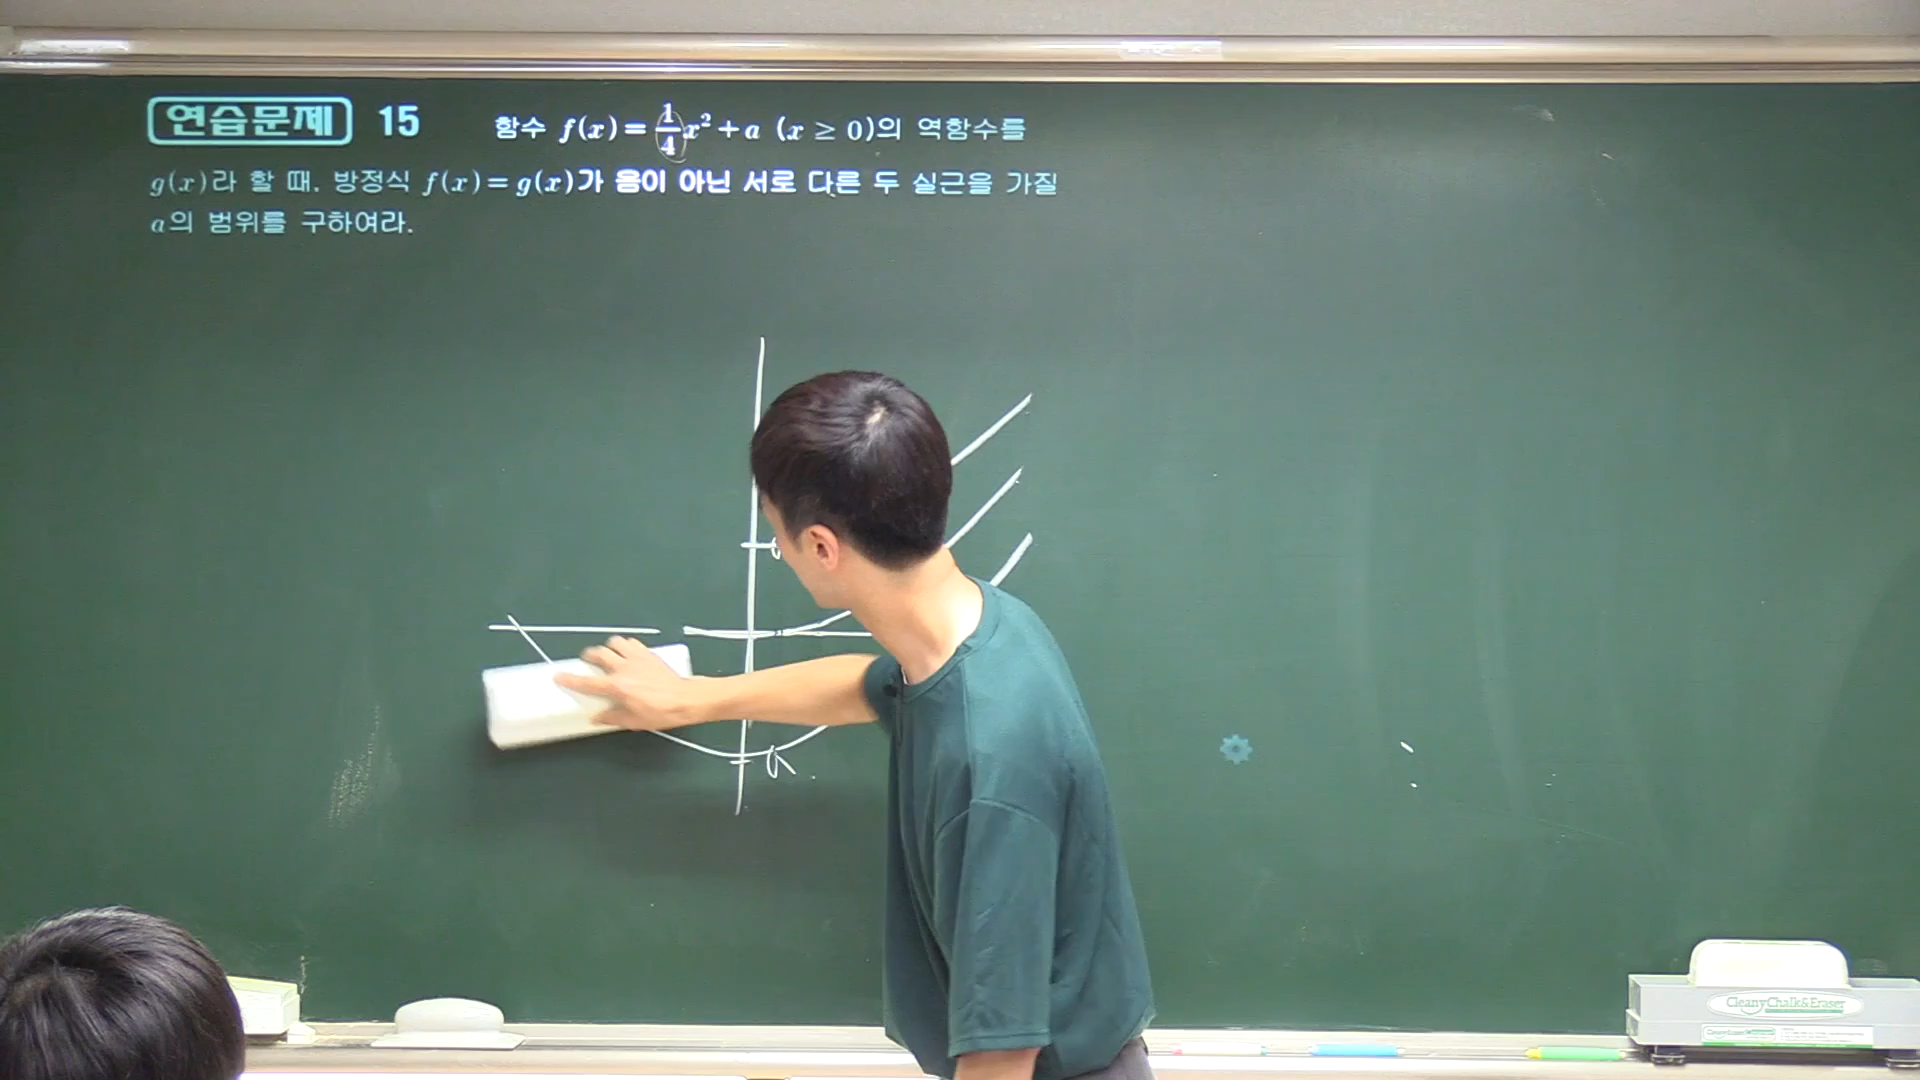 연습문제 15 함수 f(x) = 1/4 x² + a (x ≥ 0)의 역함수를
g(x)라 할 때, 방정식 f(x) = g(x)가 음이 아닌 서로 다른 두 실근을 가질
a의 범위를 구하여라.
a
CleanyChalk&Eraser